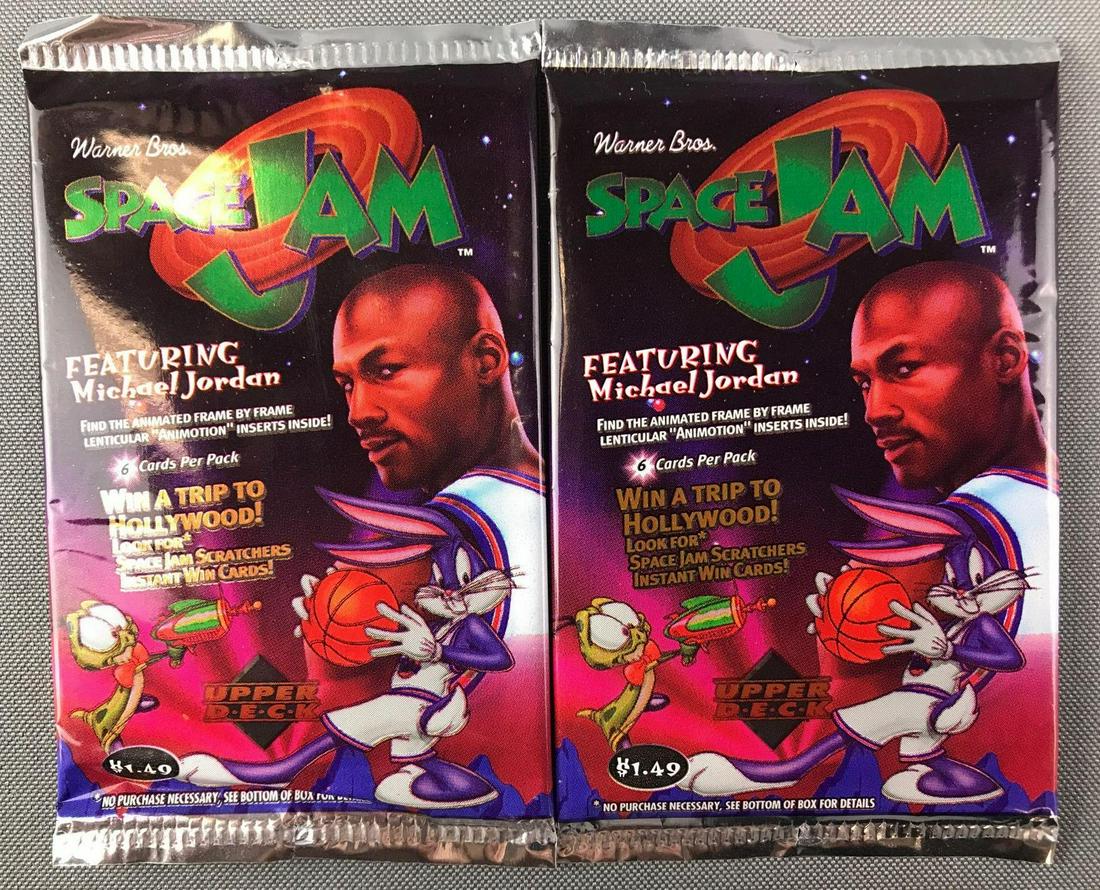 Warner Bros.
SPACE JAM
TM
FEATURING
Michael Jordan
FIND THE ANIMATED FRAME BY FRAME
LENTICULAR "ANIMOTION" INSERTS INSIDE!
6 Cards Per Pack
WIN A TRIP TO
HOLLYWOOD!
LOOK FOR*
SPACE JAM SCRATCHERS
INSTANT WIN CARDS!
UPPER
D·E·C·K
$1.49
*NO PURCHASE NECESSARY, SEE BOTTOM OF BOX FOR
Warner Bros.
SPACE JAM
TM
FEATURING
Michael Jordan
FIND THE ANIMATED FRAME BY FRAME
LENTICULAR "ANIMOTION" INSERTS INSIDE!
6 Cards Per Pack
WIN A TRIP TO
HOLLYWOOD!
LOOK FOR*
SPACE JAM SCRATCHERS
INSTANT WIN CARDS!
UPPER
D·E·C·K
$1.49
* NO PURCHASE NECESSARY, SEE BOTTOM OF BOX FOR DETAILS